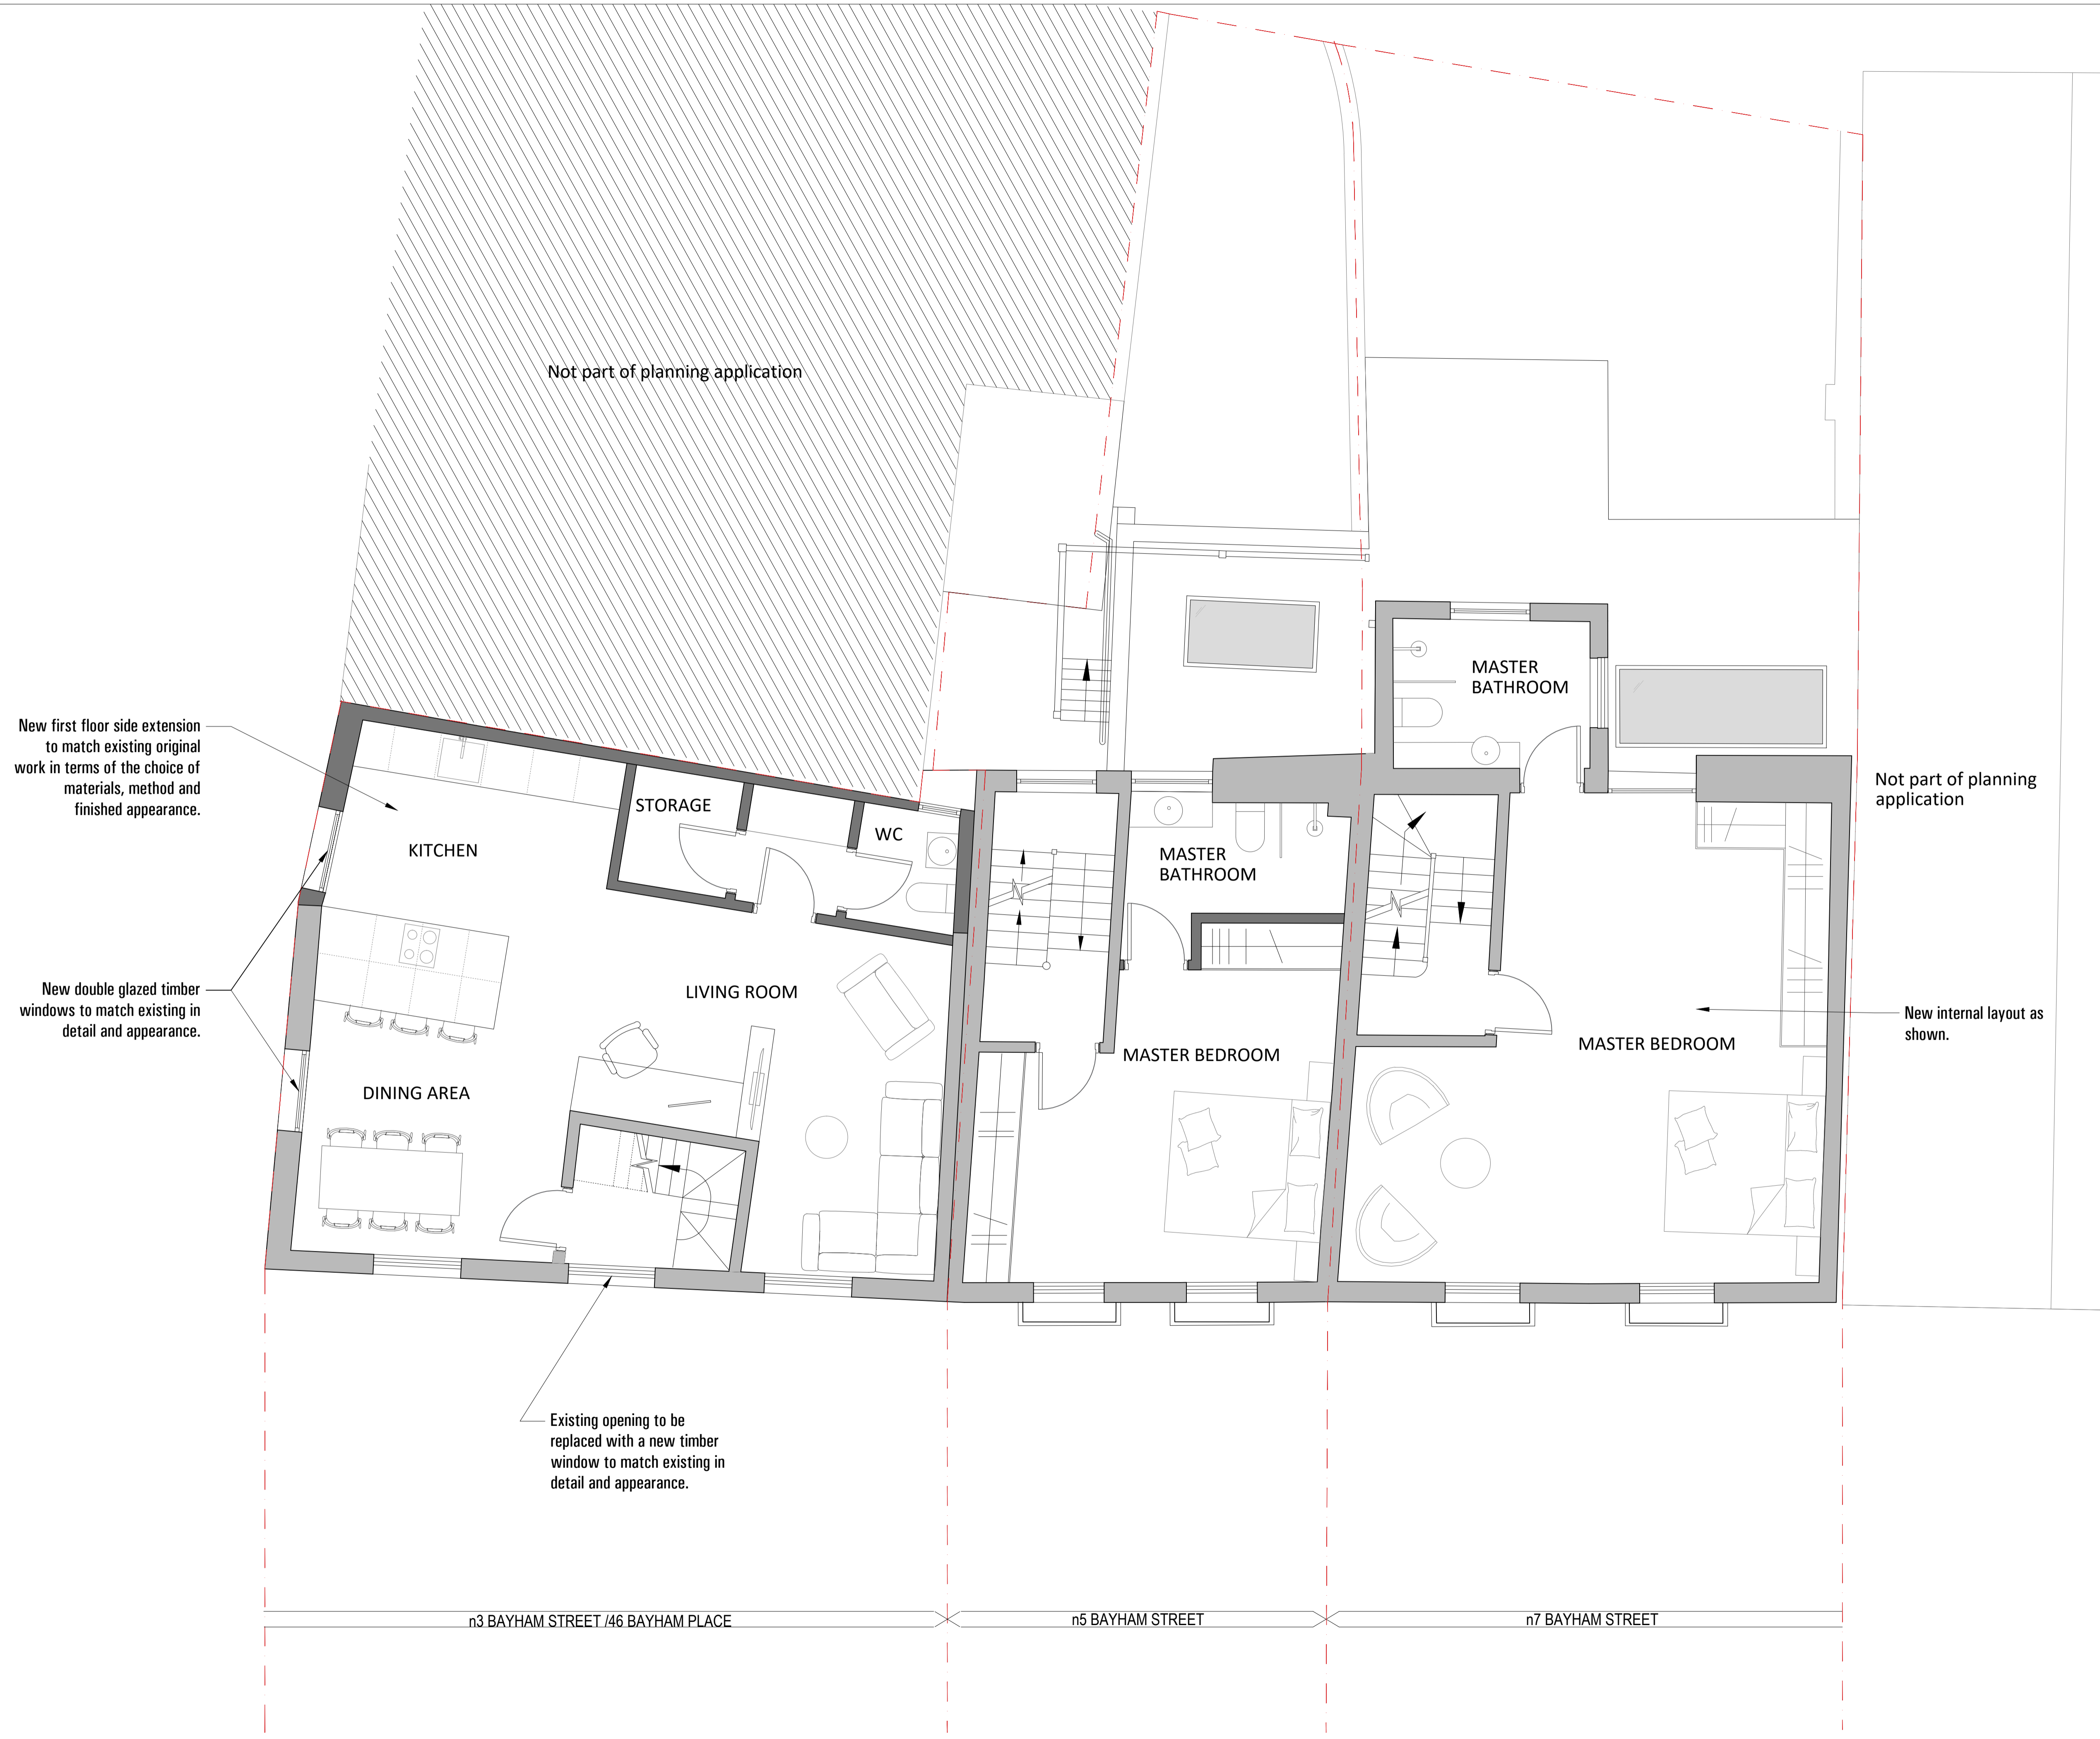 Not part of planning application
MASTER
BATHROOM
New first floor side extension
to match existing original
work in terms of the choice of
materials, method and
finished appearance.
Not part of planning
application
STORAGE
WC
KITCHEN
MASTER
BATHROOM
New double glazed timber
windows to match existing in
detail and appearance.
LIVING ROOM
New internal layout as
shown.
MASTER BEDROOM
MASTER BEDROOM
DINING AREA
Existing opening to be
replaced with a new timber
window to match existing in
detail and appearance.
n3 BAYHAM STREET /46 BAYHAM PLACE
n5 BAYHAM STREET
n7 BAYHAM STREET